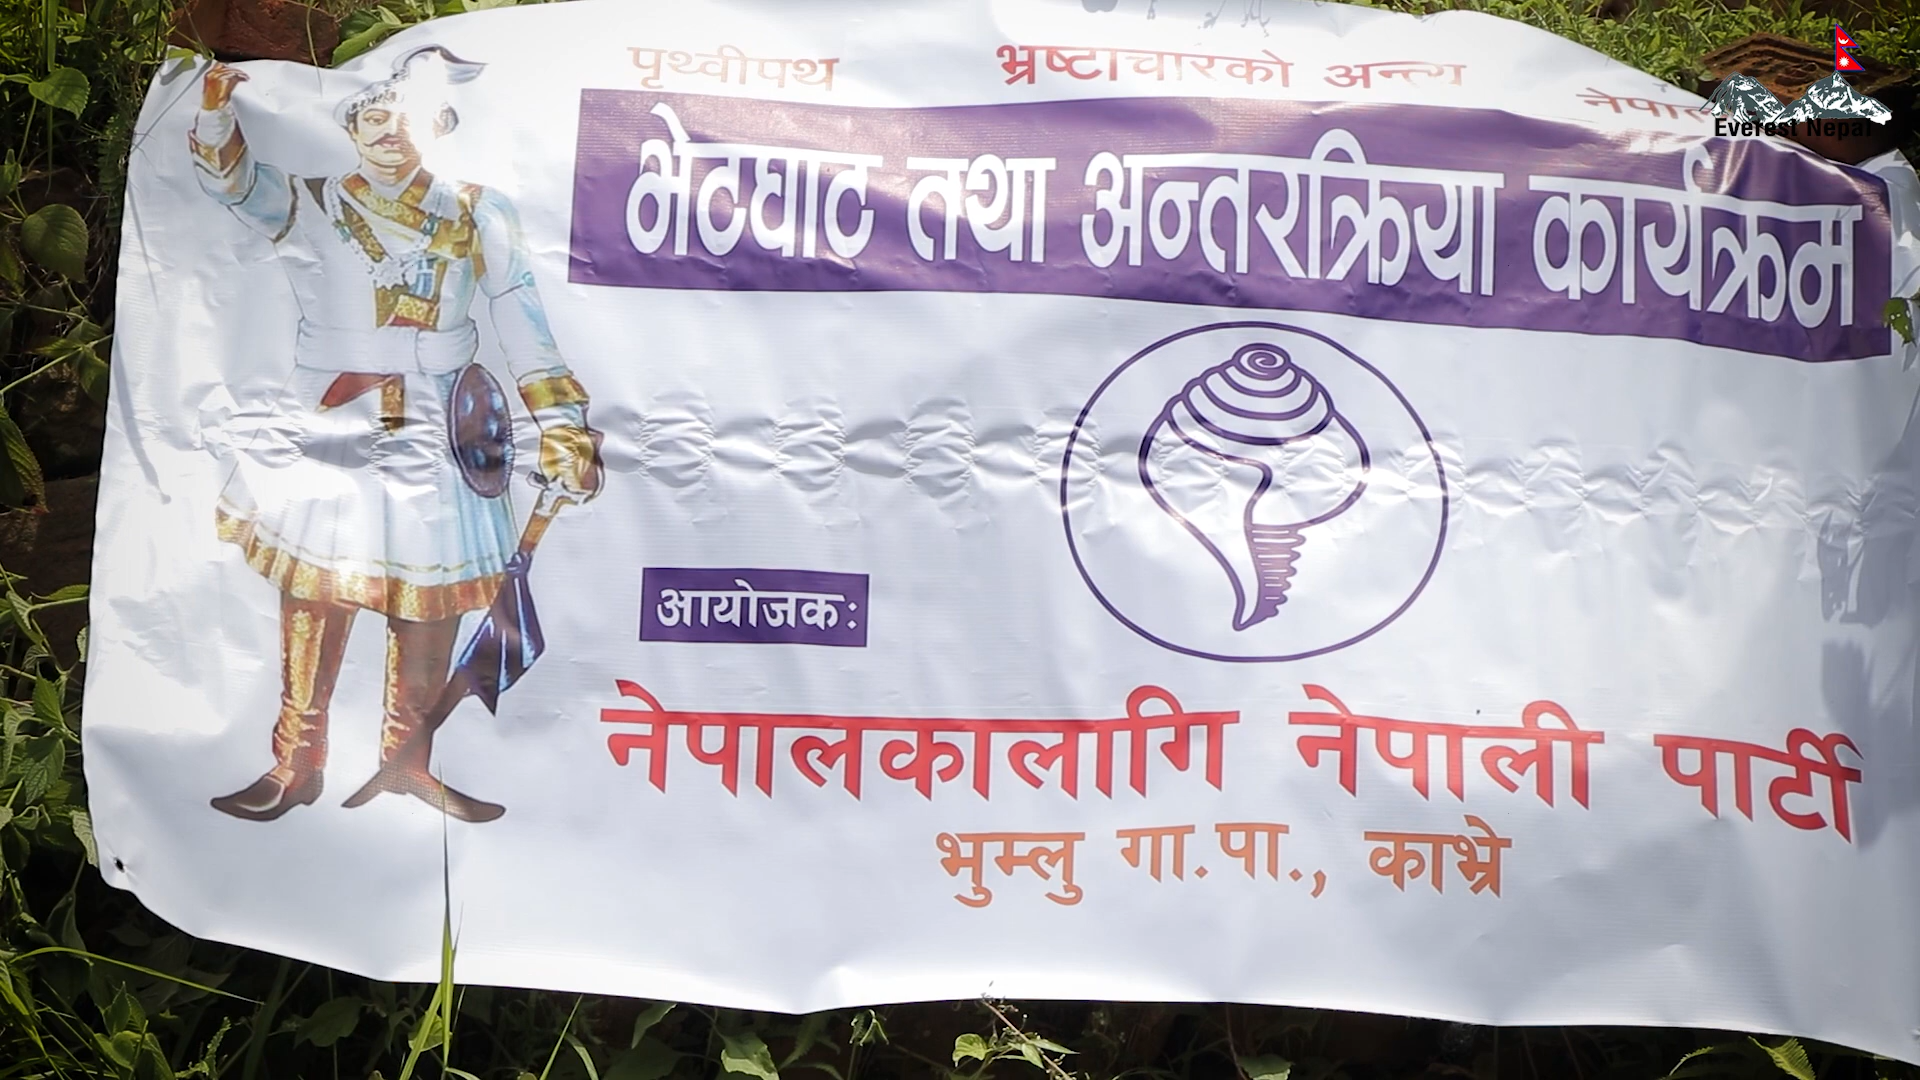 पृथ्वीपथ भ्रष्टाचारको अन्त्य
Everest Nepal
भेटघाट तथा अन्तरक्रिया कार्यक्रम
आयोजक:
नेपालकालागि नेपाली पार्टी
भुम्लु गा.पा., काभ्रे